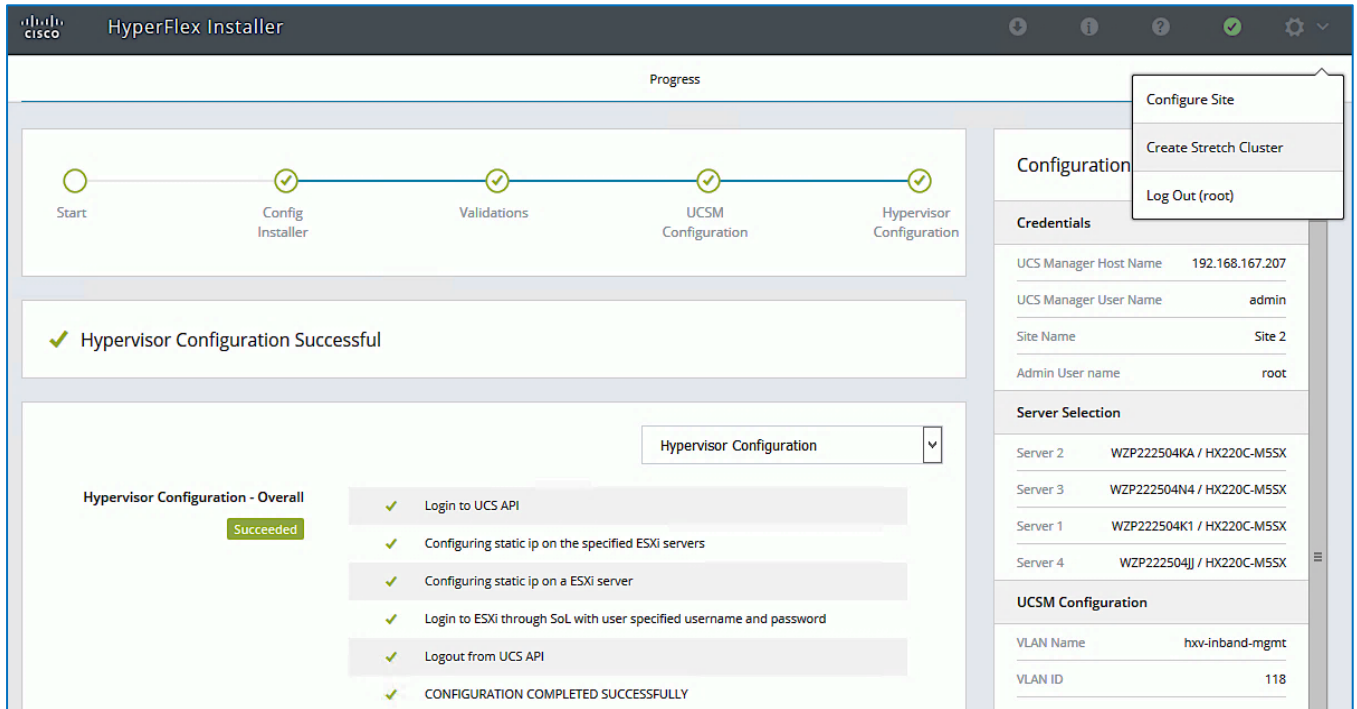 cisco
HyperFlex Installer
Progress
Configure Site
Create Stretch Cluster
Log Out (root)
Start
Config
Installer
Validations
UCSM
Configuration
Hypervisor
Configuration
Hypervisor Configuration Successful
Hypervisor Configuration
Hypervisor Configuration - Overall
Succeeded
Login to UCS API
Configuring static ip on the specified ESXi servers
Configuring static ip on a ESXi server
Login to ESXi through SoL with user specified username and password
Logout from UCS API
CONFIGURATION COMPLETED SUCCESSFULLY
Configuration
Credentials
UCS Manager Host Name 192.168.167.207
UCS Manager User Name admin
Site Name Site 2
Admin User name root
Server Selection
Server 2 WZP222504KA / HX220C-M5SX
Server 3 WZP222504N4 / HX220C-M5SX
Server 1 WZP222504K1 / HX220C-M5SX
Server 4 WZP222504JJ / HX220C-M5SX
UCSM Configuration
VLAN Name hxv-inband-mgmt
VLAN ID 118